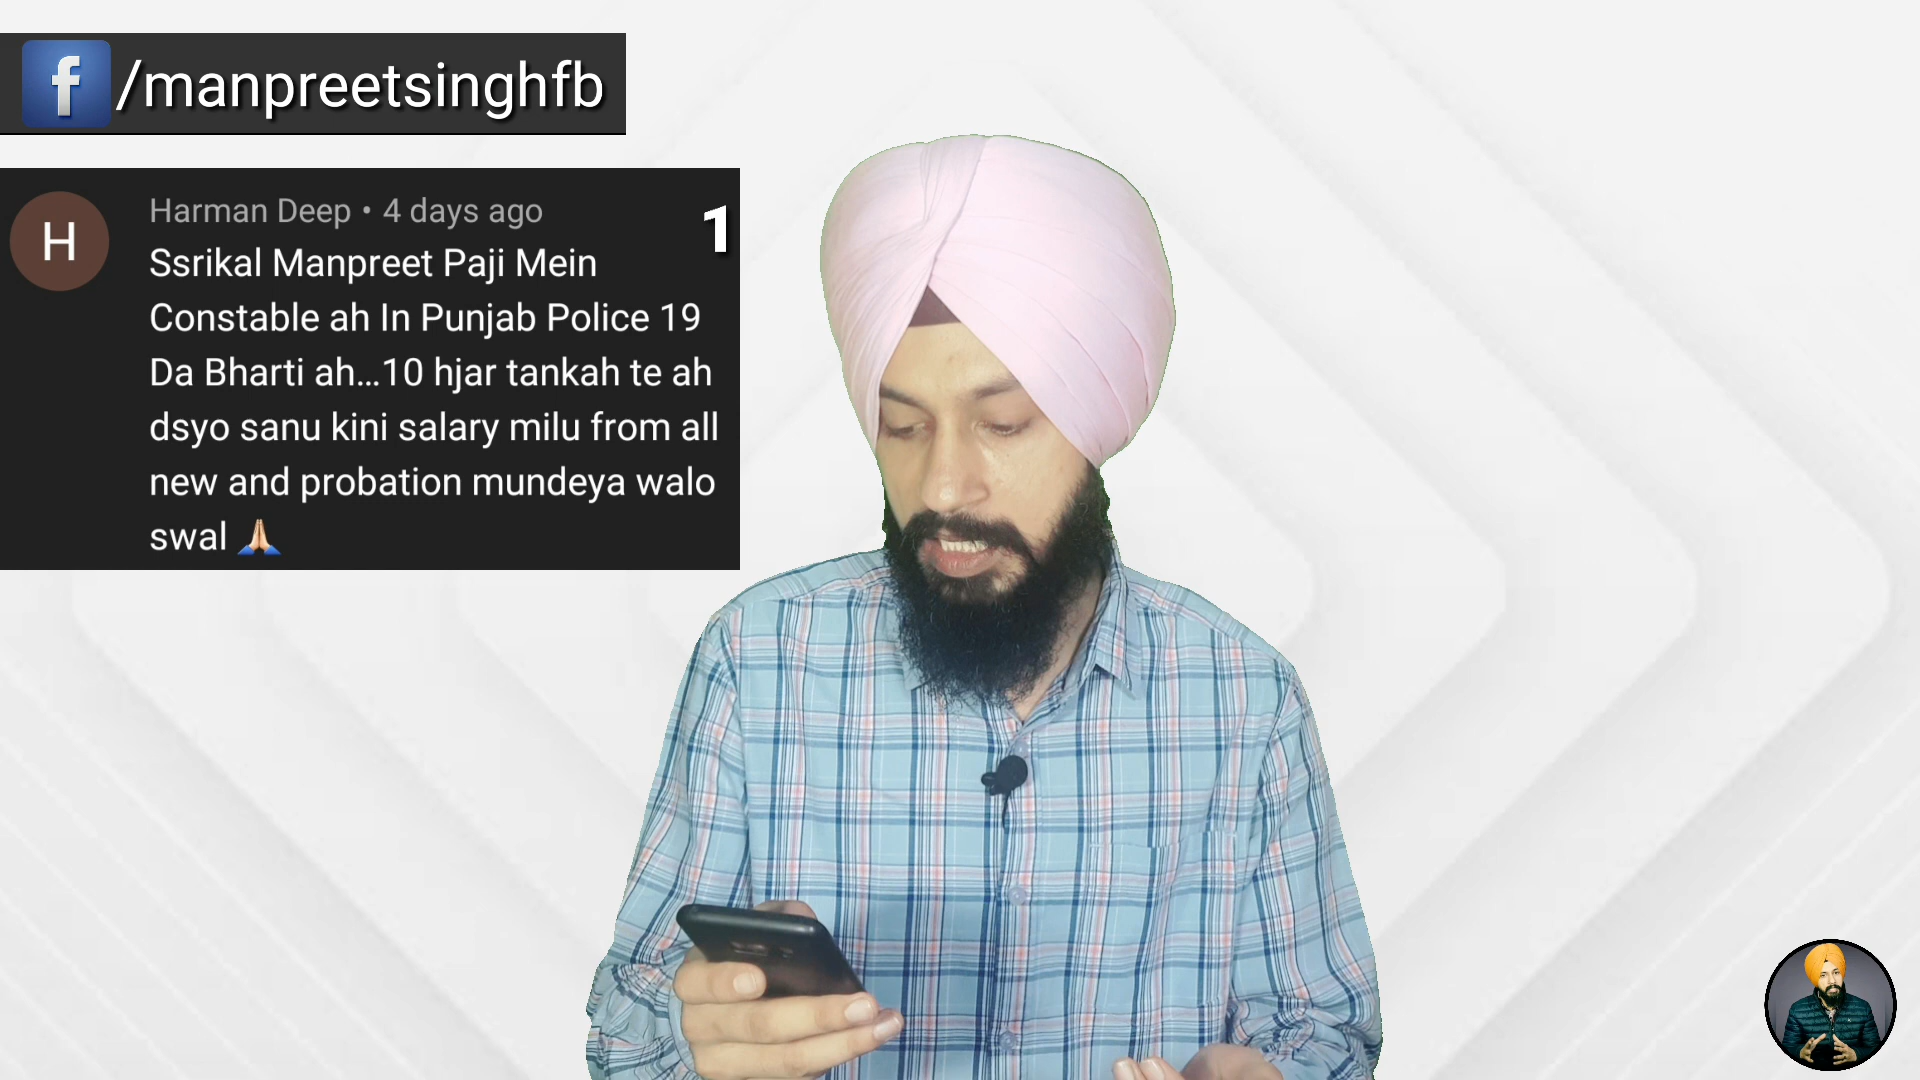 f/manpreetsinghfb
H
Harman Deep • 4 days ago
1
Ssrikal Manpreet Paji Mein
Constable ah In Punjab Police 19
Da Bharti ah...10 hjar tankah te ah
dsyo sanu kini salary milu from all
new and probation mundeya walo
swal 🙏🏻